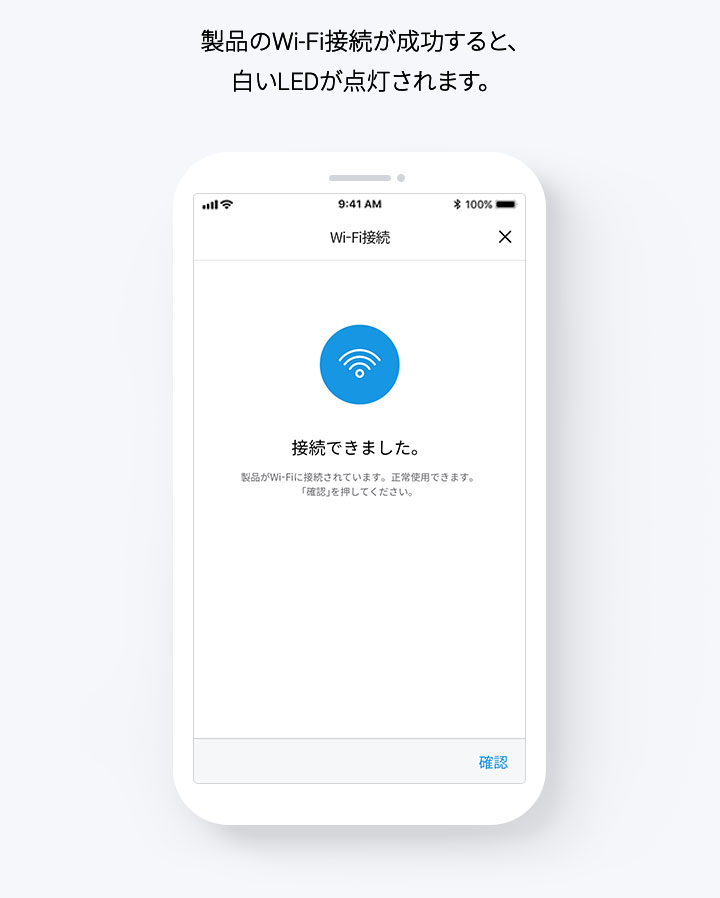 製品のWi-Fi接続が成功すると、
白いLEDが点灯されます。
9:41 AM
100%
Wi-Fi接続
接続できました。
製品がWi-Fiに接続されています。正常使用できます。
「確認」を押してください。
確認